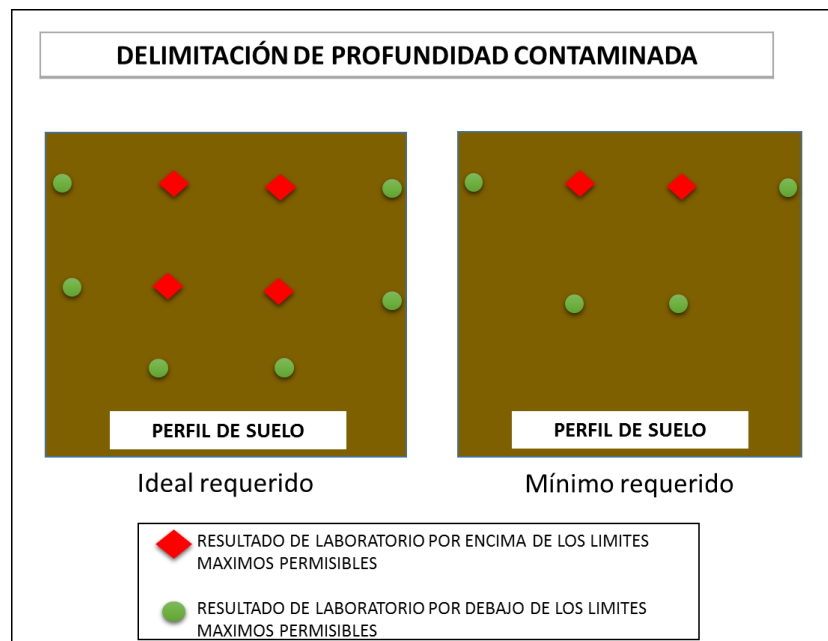 DELIMITACIÓN DE PROFUNDIDAD CONTAMINADA
PERFIL DE SUELO
PERFIL DE SUELO
Ideal requerido
Mínimo requerido
RESULTADO DE LABORATORIO POR ENCIMA DE LOS LIMITES
MAXIMOS PERMISIBLES
RESULTADO DE LABORATORIO POR DEBAJO DE LOS LIMITES
MAXIMOS PERMISIBLES